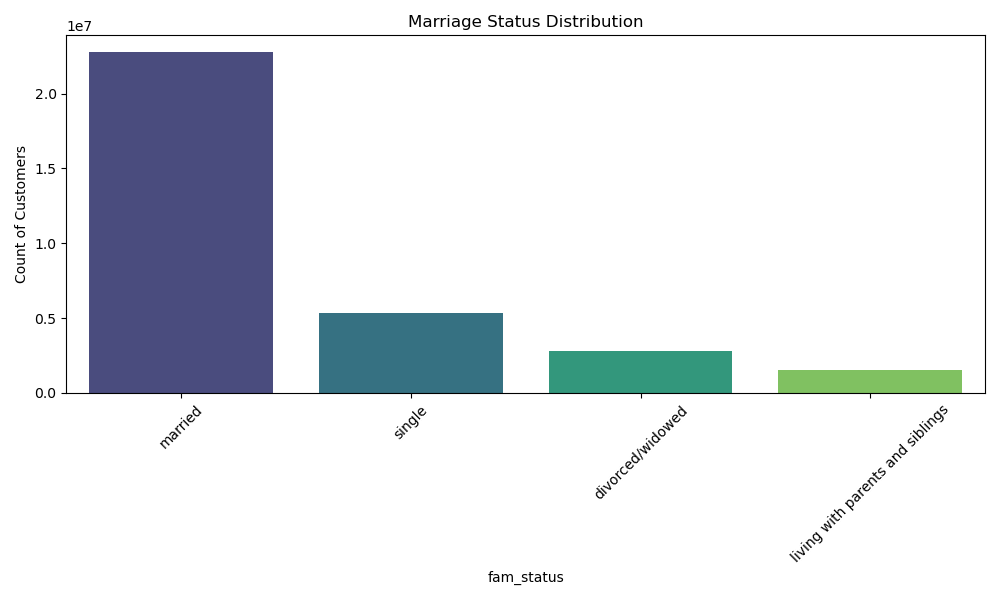 Marriage Status Distribution
1e7
Count of Customers
2.0
1.5
1.0
0.5
0.0
married
single
divorced/widowed
living with parents and siblings
fam_status